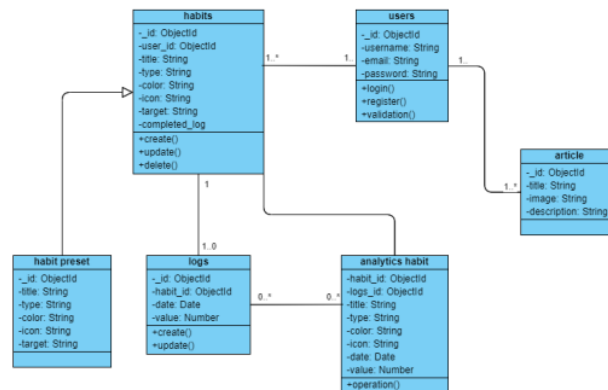 habits
-_id: ObjectId
-user_id: ObjectId
-title: String
-type: String
-color: String
-icon: String
-target: String
-completed_log
+create()
+update()
+delete()
users
-_id: ObjectId
-username: String
-email: String
-password: String
+login()
+register()
+validation()
1..*
1..
1..
1..*
article
-_id: ObjectId
-title: String
-image: String
-description: String
1
1..0
habit preset
-_id: ObjectId
-title: String
-type: String
-color: String
-icon: String
-target: String
logs
-_id: ObjectId
-habit_id: ObjectId
-date: Date
-value: Number
+create()
+update()
0..*
0..*
analytics habit
-habit_id: ObjectId
-logs_id: ObjectId
-title: String
-type: String
-color: String
-icon: String
-date: Date
-value: Number
+operation()